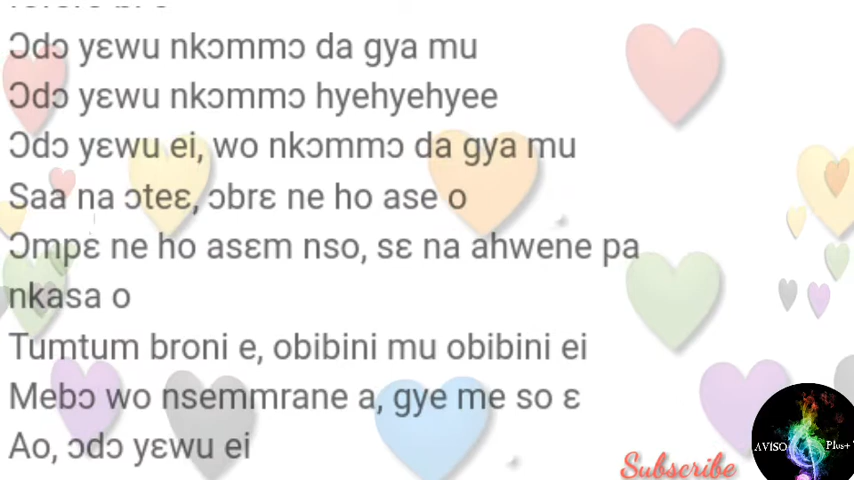 Ɔdɔ yɛwu nkɔmmɔ da gya mu
Ɔdɔ yɛwu nkɔmmɔ hyehyehyee
Ɔdɔ yɛwu ei, wo nkɔmmɔ da gya mu
Saa na ɔteɛ, ɔbrɛ ne ho ase o
Ɔmpɛ ne ho asɛm nso, sɛ na ahwene pa
nkasa o
Tumtum broni e, obibini mu obibini ei
Mebɔ wo nsemmrane a, gye me so ɛ
Ao, ɔdɔ yɛwu ei
Subscribe
AVISO Plus+